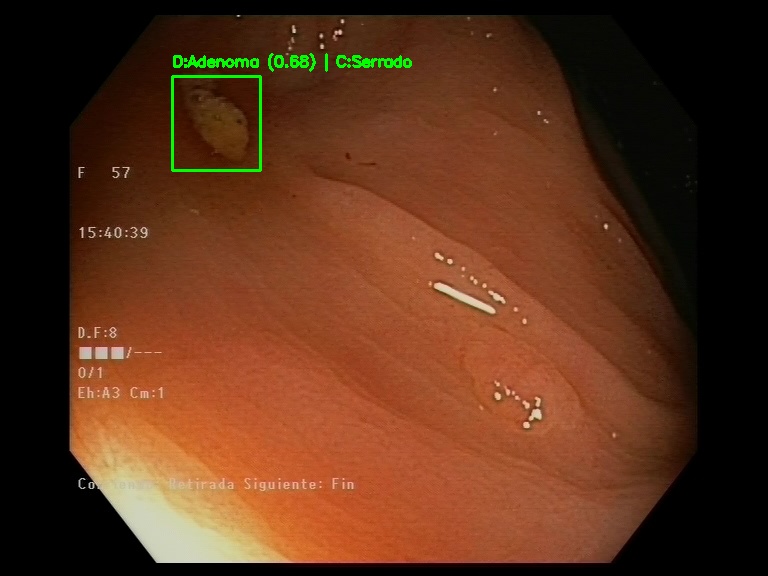 D:Adenoma (0.68) | C:Serrado
F 57
15:40:39
D.F:8
■■■/---
0/1
Eh:A3 Cm:1
Retirada Siguiente: Fin